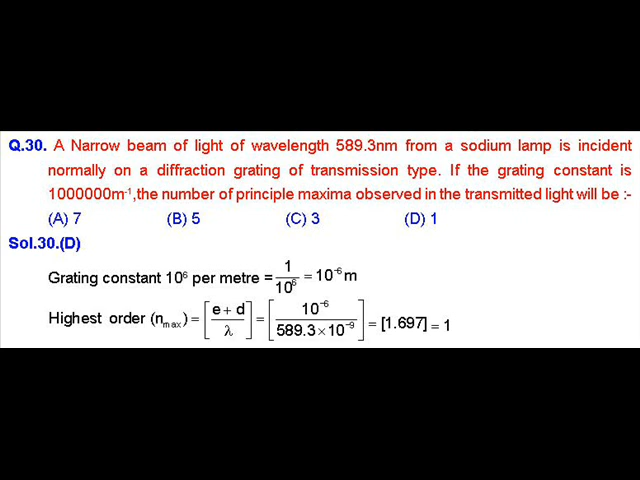 Q.30. A Narrow beam of light of wavelength 589.3nm from a sodium lamp is incident
normally on a diffraction grating of transmission type. If the grating constant is
1000000m⁻¹,the number of principle maxima observed in the transmitted light will be :-
(A) 7 (B) 5 (C) 3 (D) 1
Sol.30.(D)
Grating constant 10⁶ per metre = 1/10⁶ = 10⁻⁶ m
Highest order (nₘₐₓ) = [(e + d)/λ] = [10⁻⁶/(589.3 × 10⁻⁹)] = [1.697] = 1